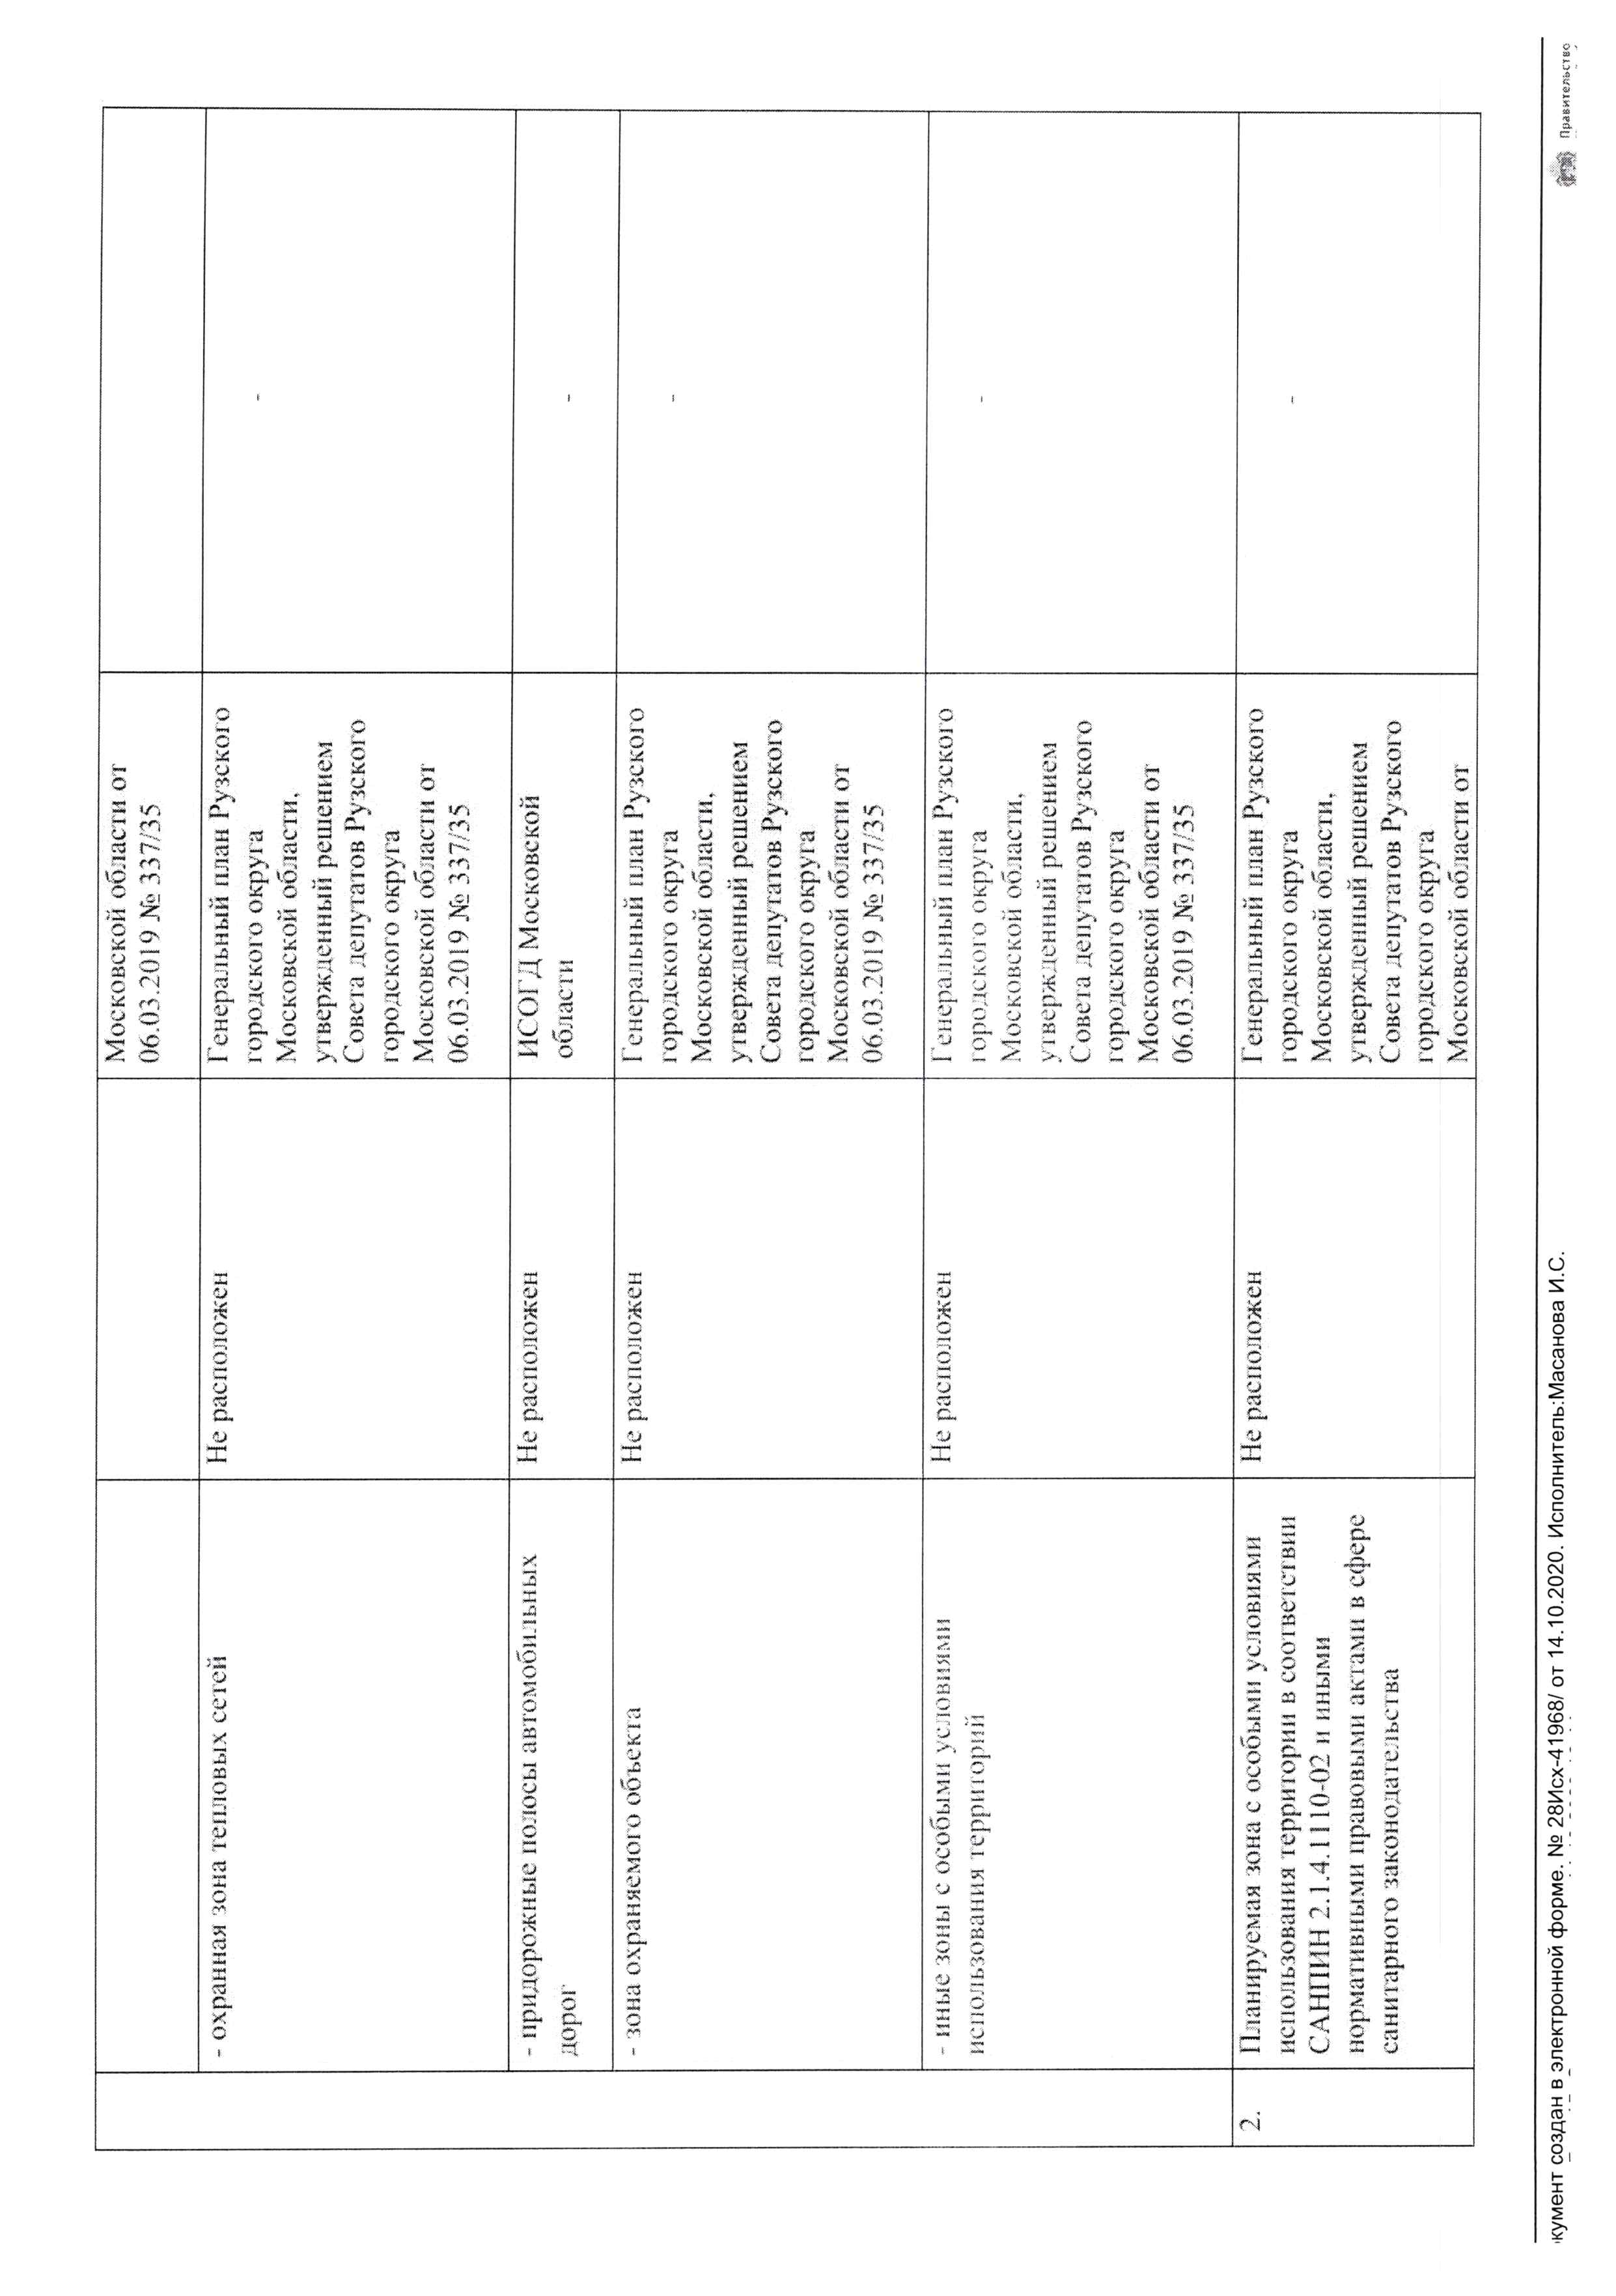 Московской области от
06.03.2019 № 337/35
- охранная зона тепловых сетей
Не расположен
Генеральный план Рузского
городского округа
Московской области,
утвержденный решением
Совета депутатов Рузского
городского округа
Московской области от
06.03.2019 № 337/35
-
- придорожные полосы автомобильных
дорог
Не расположен
ИСОГД Московской
области
-
- зона охраняемого объекта
Не расположен
Генеральный план Рузского
городского округа
Московской области,
утвержденный решением
Совета депутатов Рузского
городского округа
Московской области от
06.03.2019 № 337/35
-
- иные зоны с особыми условиями
использования территорий
Не расположен
Генеральный план Рузского
городского округа
Московской области,
утвержденный решением
Совета депутатов Рузского
городского округа
Московской области от
06.03.2019 № 337/35
-
2.
Планируемая зона с особыми условиями
использования территории в соответствии
САНПИН 2.1.4.1110-02 и иными
нормативными правовыми актами в сфере
санитарного законодательства
Не расположен
Генеральный план Рузского
городского округа
Московской области,
утвержденный решением
Совета депутатов Рузского
городского округа
Московской области от
-
кумент создан в электронной форме. № 28Исх-41968/ от 14.10.2020. Исполнитель:Масанова И.С.
Правительство